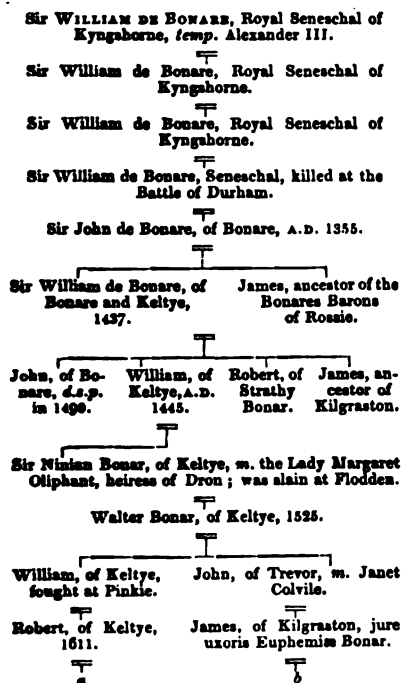 Sir WILLIAM DE BONARE, Royal Seneschal of
Kyngshorne, temp. Alexander III.
Sir William de Bonare, Royal Seneschal of
Kyngshorne.
Sir William de Bonare, Royal Seneschal of
Kyngshorne.
Sir William de Bonare, Seneschal, killed at the
Battle of Durham.
Sir John de Bonare, of Bonare, A.D. 1355.
Sir William de Bonare, of
Bonare and Keltye,
1437.
James, ancestor of the
Bonares Barons
of Rossie.
John, of Bo-
nare, d.s.p.
in 1490.
William, of
Keltye, A.D.
1445.
Robert, of
Strathy
Bonar.
James, an-
cestor of
Kilgraston.
Sir Ninian Bonar, of Keltye, m. the Lady Margaret
Oliphant, heiress of Dron; was slain at Flodden.
Walter Bonar, of Keltye, 1525.
William, of Keltye,
fought at Pinkie.
John, of Trevor, m. Janet
Colvile.
Robert, of Keltye,
1611.
James, of Kilgraston, jure
uxoris Euphemiæ Bonar.
a
b